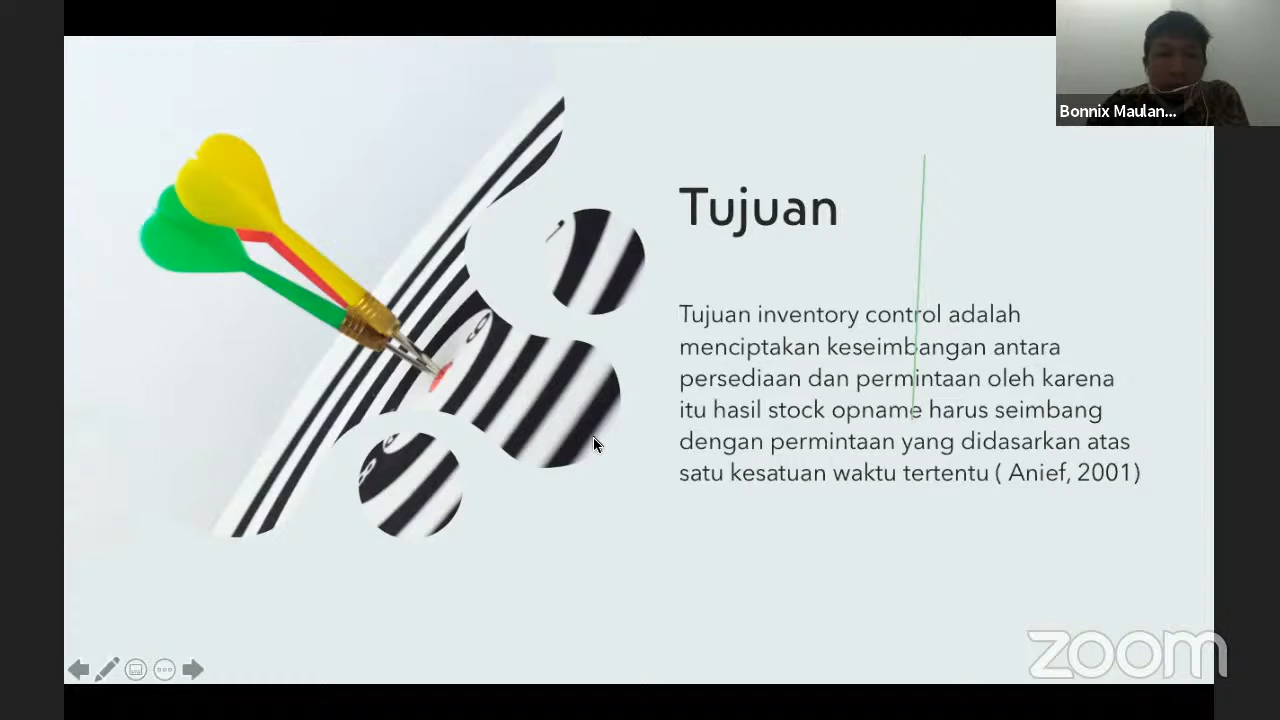 Bonnix Maulan...
Tujuan
Tujuan inventory control adalah
menciptakan keseimbangan antara
persediaan dan permintaan oleh karena
itu hasil stock opname harus seimbang
dengan permintaan yang didasarkan atas
satu kesatuan waktu tertentu ( Anief, 2001)
zoom